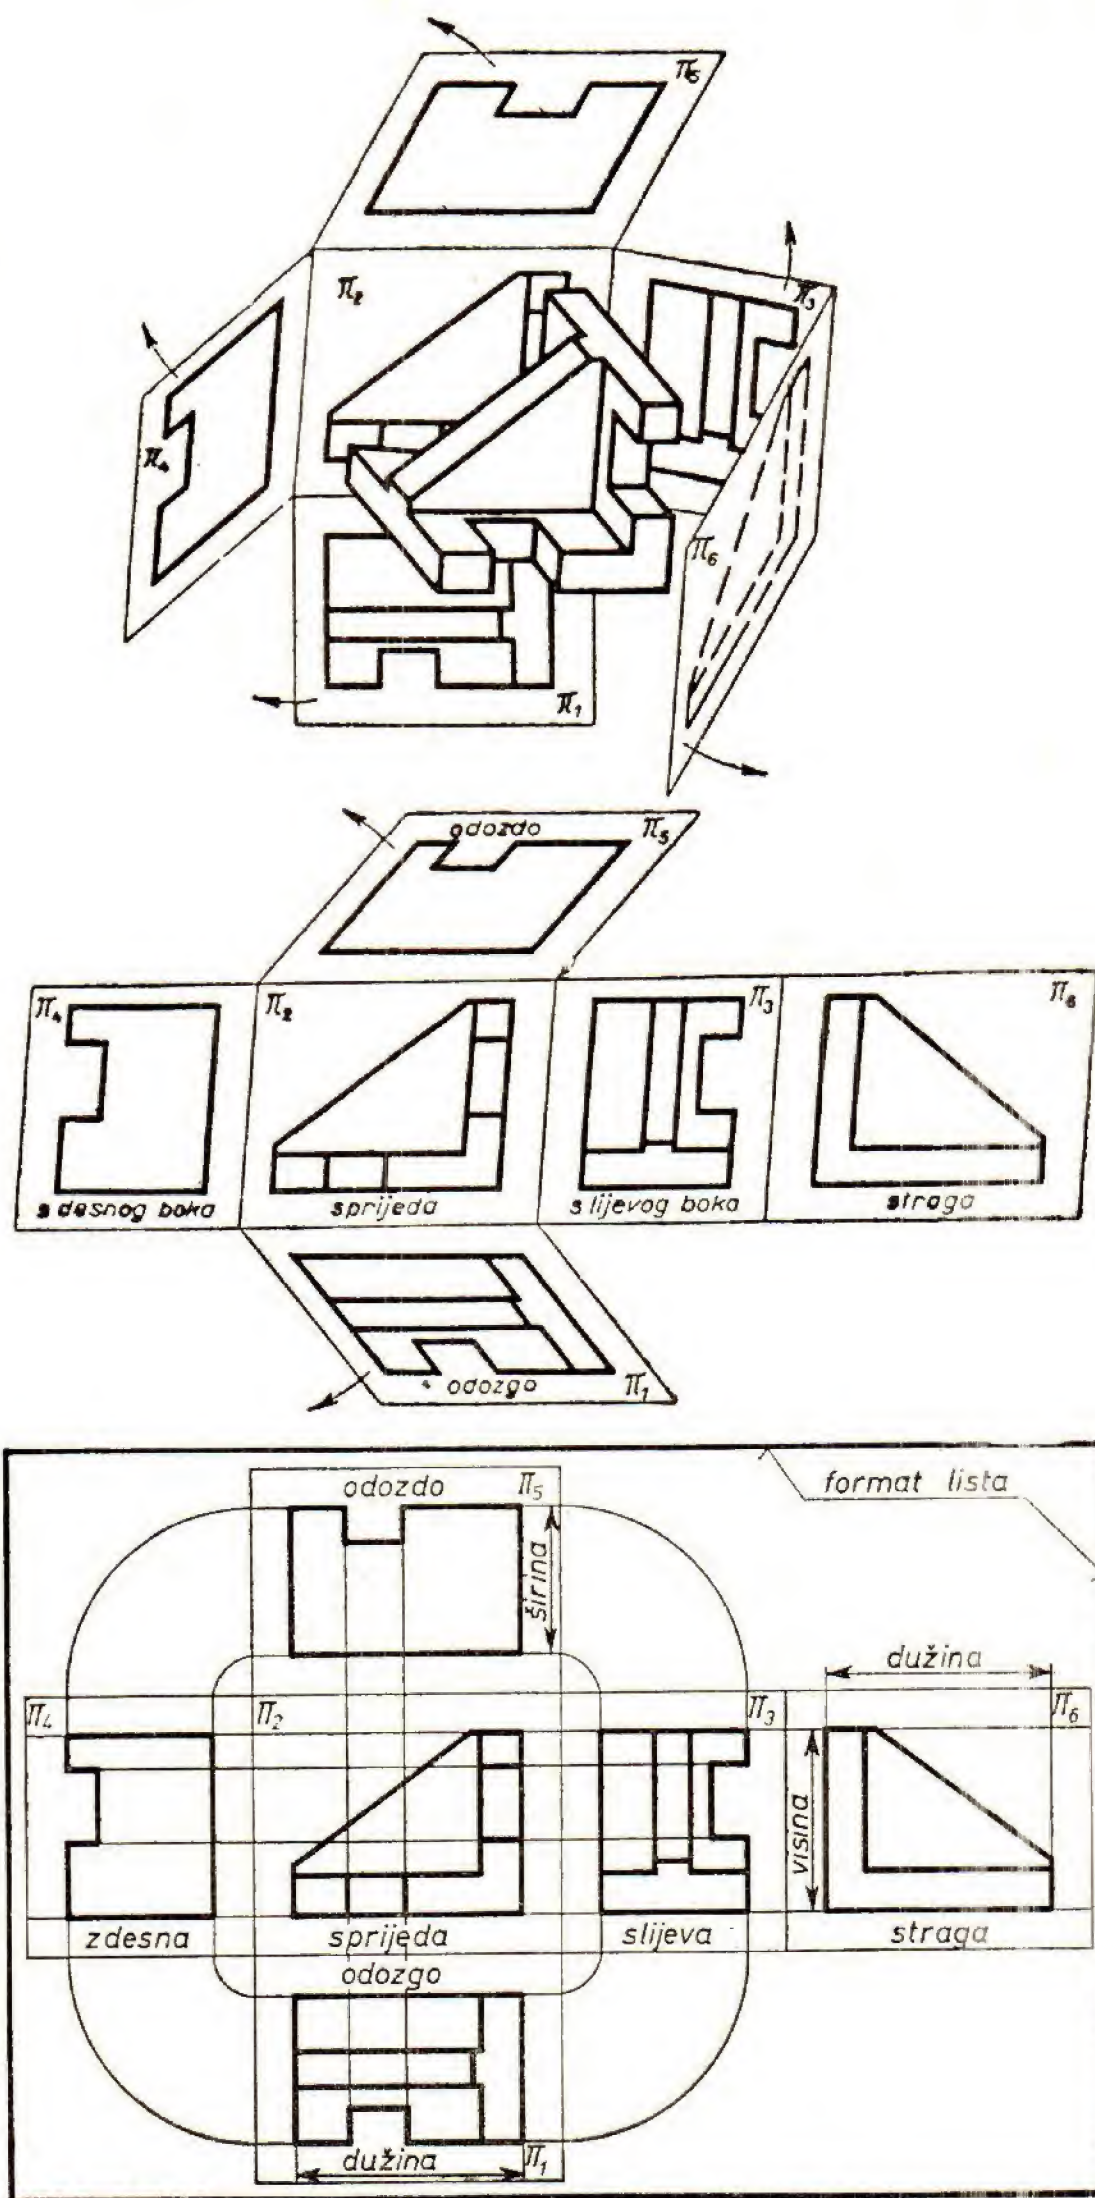 π5
π2
π3
π4
π6
π1
odozdo
π5
π4
π2
π3
π6
s desnog boka
sprijeda
s lijevog boka
straga
odozgo
π1
format lista
odozdo
π5
širina
dužina
π4
π2
π3
π6
visina
zdesna
sprijeda
slijeva
straga
odozgo
dužina
π1